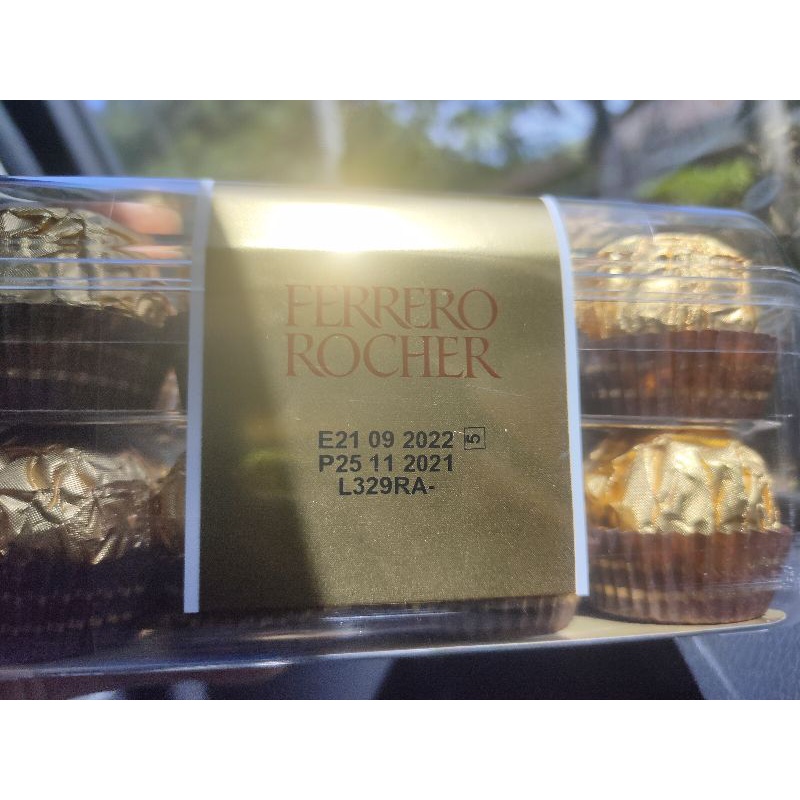 FERRERO
ROCHER
E21 09 2022 5
P25 11 2021
L329RA-